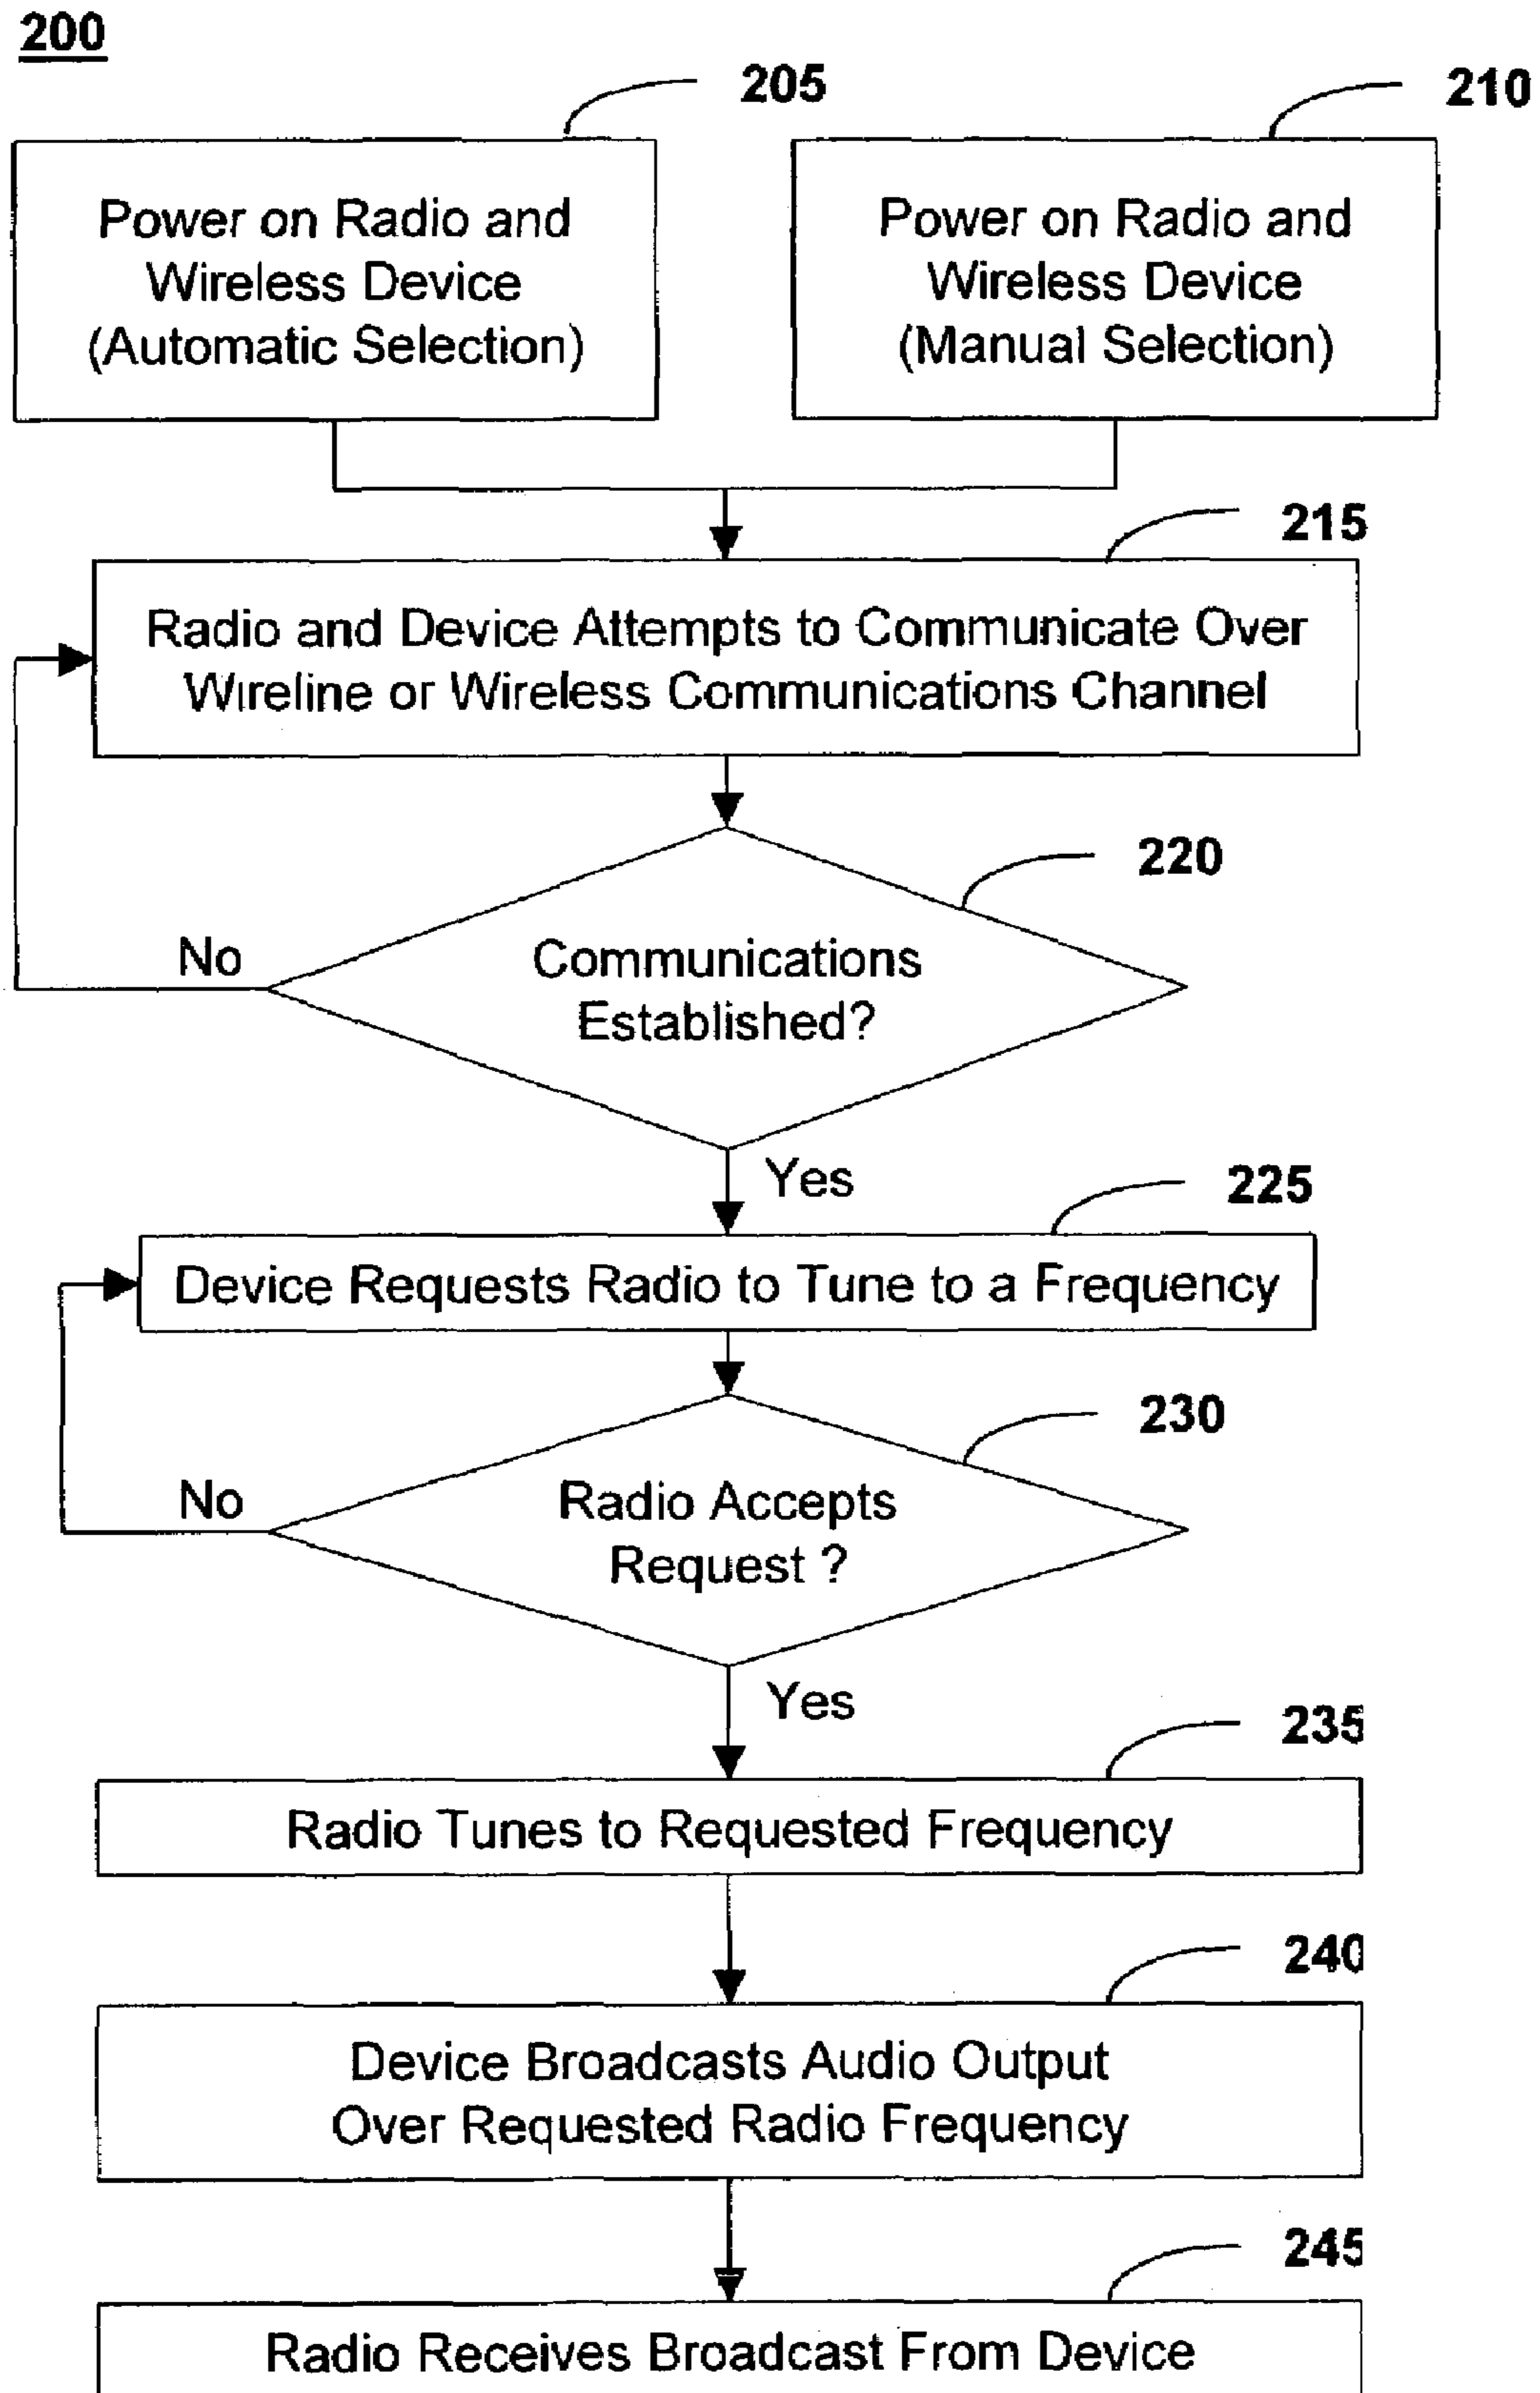 200
205
210
Power on Radio and
Wireless Device
(Automatic Selection)
Power on Radio and
Wireless Device
(Manual Selection)
215
Radio and Device Attempts to Communicate Over
Wireline or Wireless Communications Channel
220
No
Communications
Established?
Yes
225
Device Requests Radio to Tune to a Frequency
230
No
Radio Accepts
Request ?
Yes
235
Radio Tunes to Requested Frequency
240
Device Broadcasts Audio Output
Over Requested Radio Frequency
245
Radio Receives Broadcast From Device